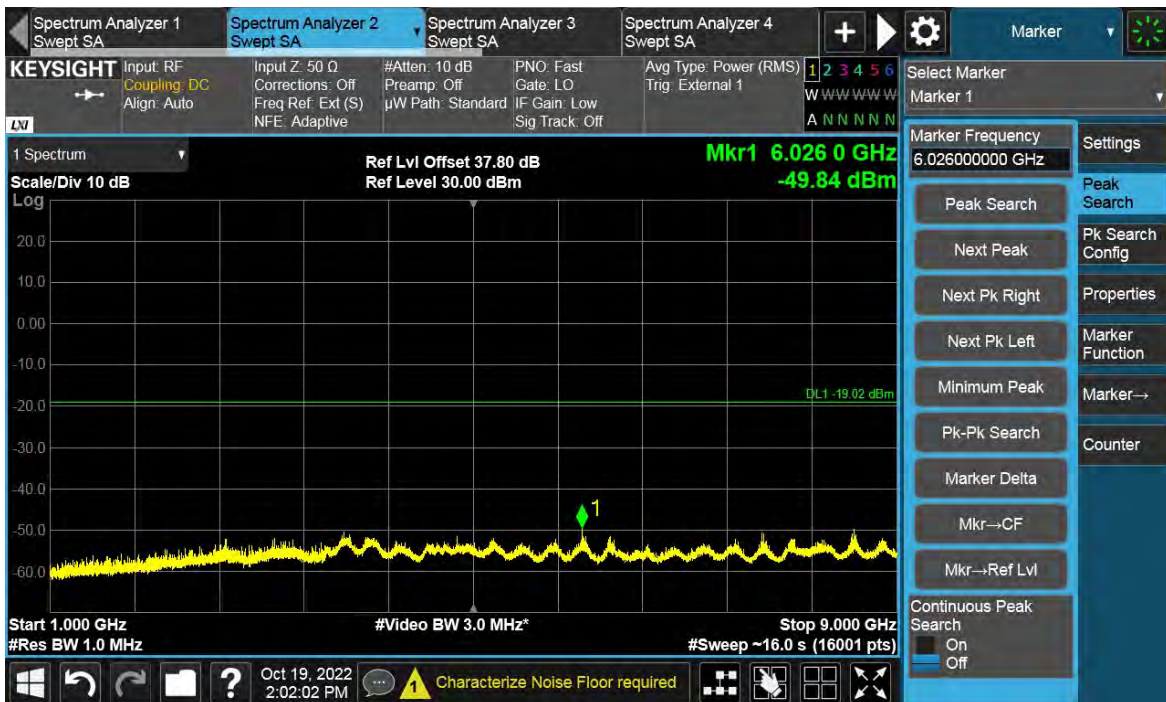 Spectrum Analyzer 1
Swept SA
Spectrum Analyzer 2
Swept SA
Spectrum Analyzer 3
Swept SA
Spectrum Analyzer 4
Swept SA
+
Marker
KEYSIGHT
LXI
Input: RF
Coupling: DC
Align: Auto
Input Z: 50 Ω
Corrections: Off
Freq Ref: Ext (S)
NFE: Adaptive
#Atten: 10 dB
Preamp: Off
µW Path: Standard
PNO: Fast
Gate: LO
IF Gain: Low
Sig Track: Off
Avg Type: Power (RMS)
Trig: External 1
1 2 3 4 5 6
W W W W W W
A N N N N N
Select Marker
Marker 1
1 Spectrum
Scale/Div 10 dB
Log
Ref Lvl Offset 37.80 dB
Ref Level 30.00 dBm
Mkr1 6.026 0 GHz
-49.84 dBm
20.0
10.0
0.00
-10.0
-20.0
-30.0
-40.0
-50.0
-60.0
DL1 -19.02 dBm
1
Start 1.000 GHz
#Res BW 1.0 MHz
#Video BW 3.0 MHz*
Stop 9.000 GHz
#Sweep ~16.0 s (16001 pts)
Marker Frequency
6.026000000 GHz
Peak Search
Next Peak
Next Pk Right
Next Pk Left
Minimum Peak
Pk-Pk Search
Marker Delta
Mkr→CF
Mkr→Ref Lvl
Continuous Peak
Search
On
Off
Settings
Peak
Search
Pk Search
Config
Properties
Marker
Function
Marker→
Counter
?
Oct 19, 2022
2:02:02 PM
1
Characterize Noise Floor required